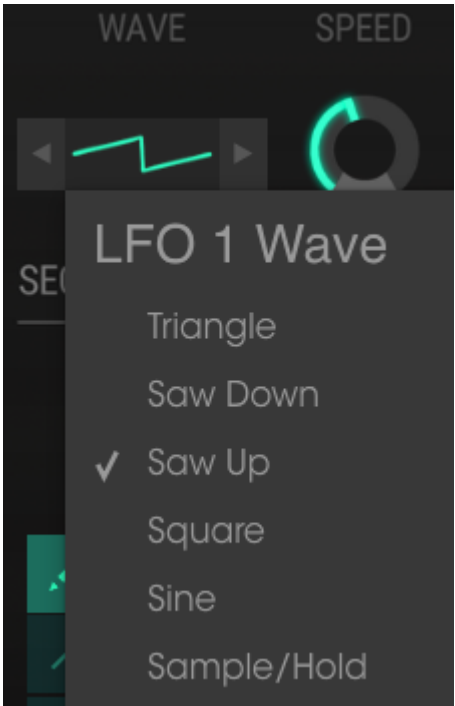 WAVE SPEED
LFO 1 Wave
Triangle
Saw Down
Saw Up
Square
Sine
Sample/Hold